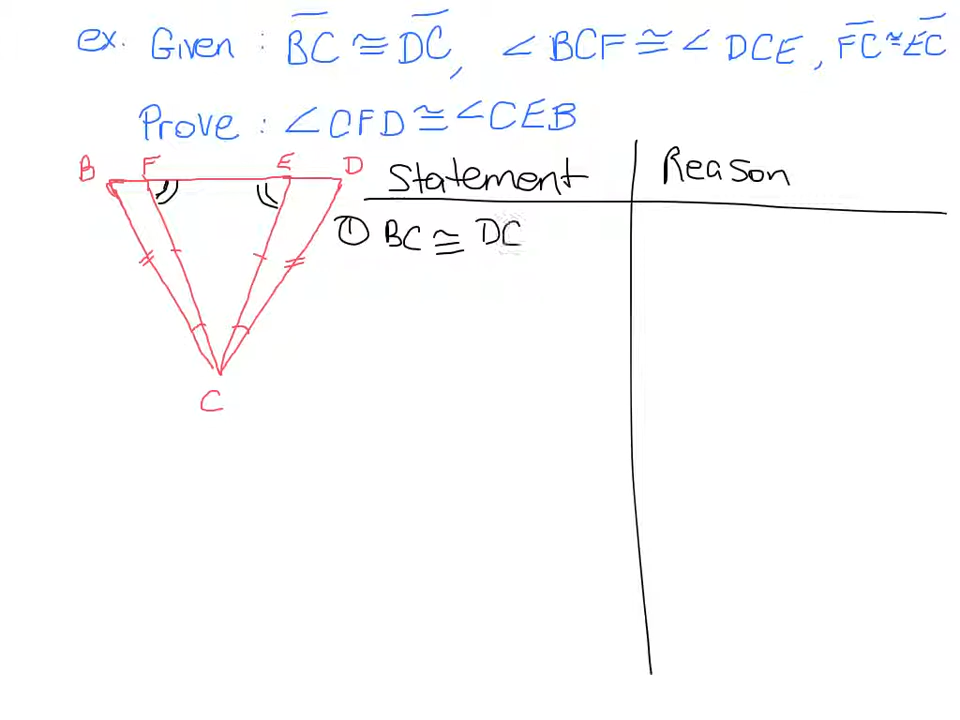 ex. Given : BC ≅ DC, ∠BCF ≅ ∠DCE, FC ≅ EC
Prove : ∠CFD ≅ ∠CEB
B F E D
Statement Reason
① BC ≅ DC
C